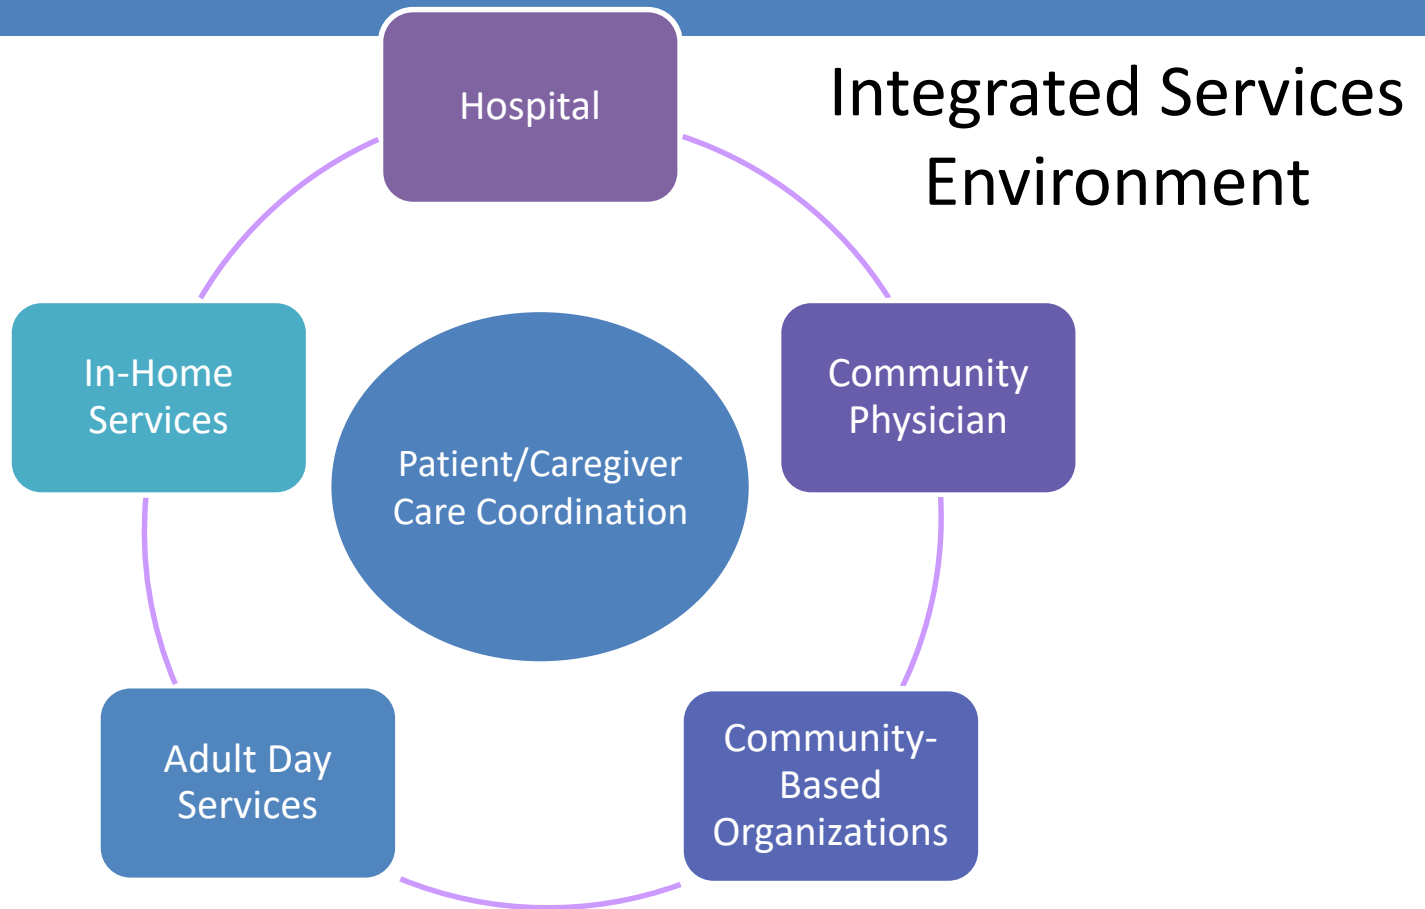 Integrated Services
Environment
Hospital
Community
Physician
Community-
Based
Organizations
Adult Day
Services
In-Home
Services
Patient/Caregiver
Care Coordination